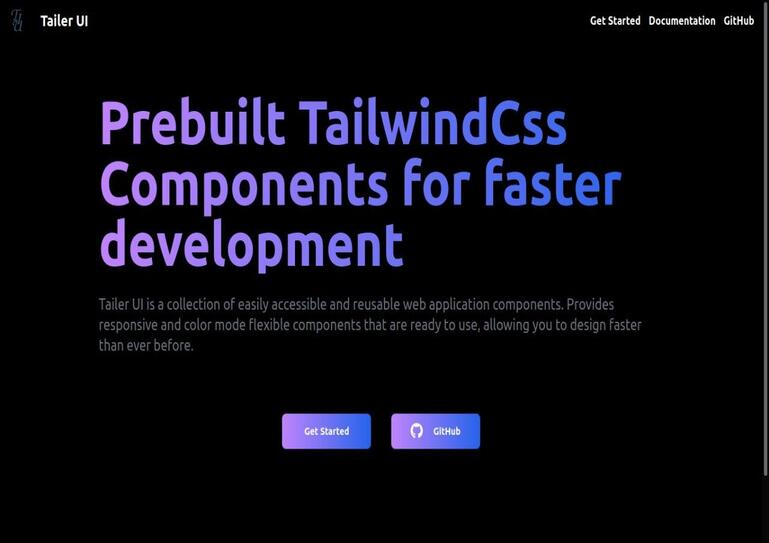 Tailer UI
Get Started Documentation GitHub
Prebuilt TailwindCss
Components for faster
development
Tailer UI is a collection of easily accessible and reusable web application components. Provides
responsive and color mode flexible components that are ready to use, allowing you to design faster
than ever before.
Get Started
GitHub